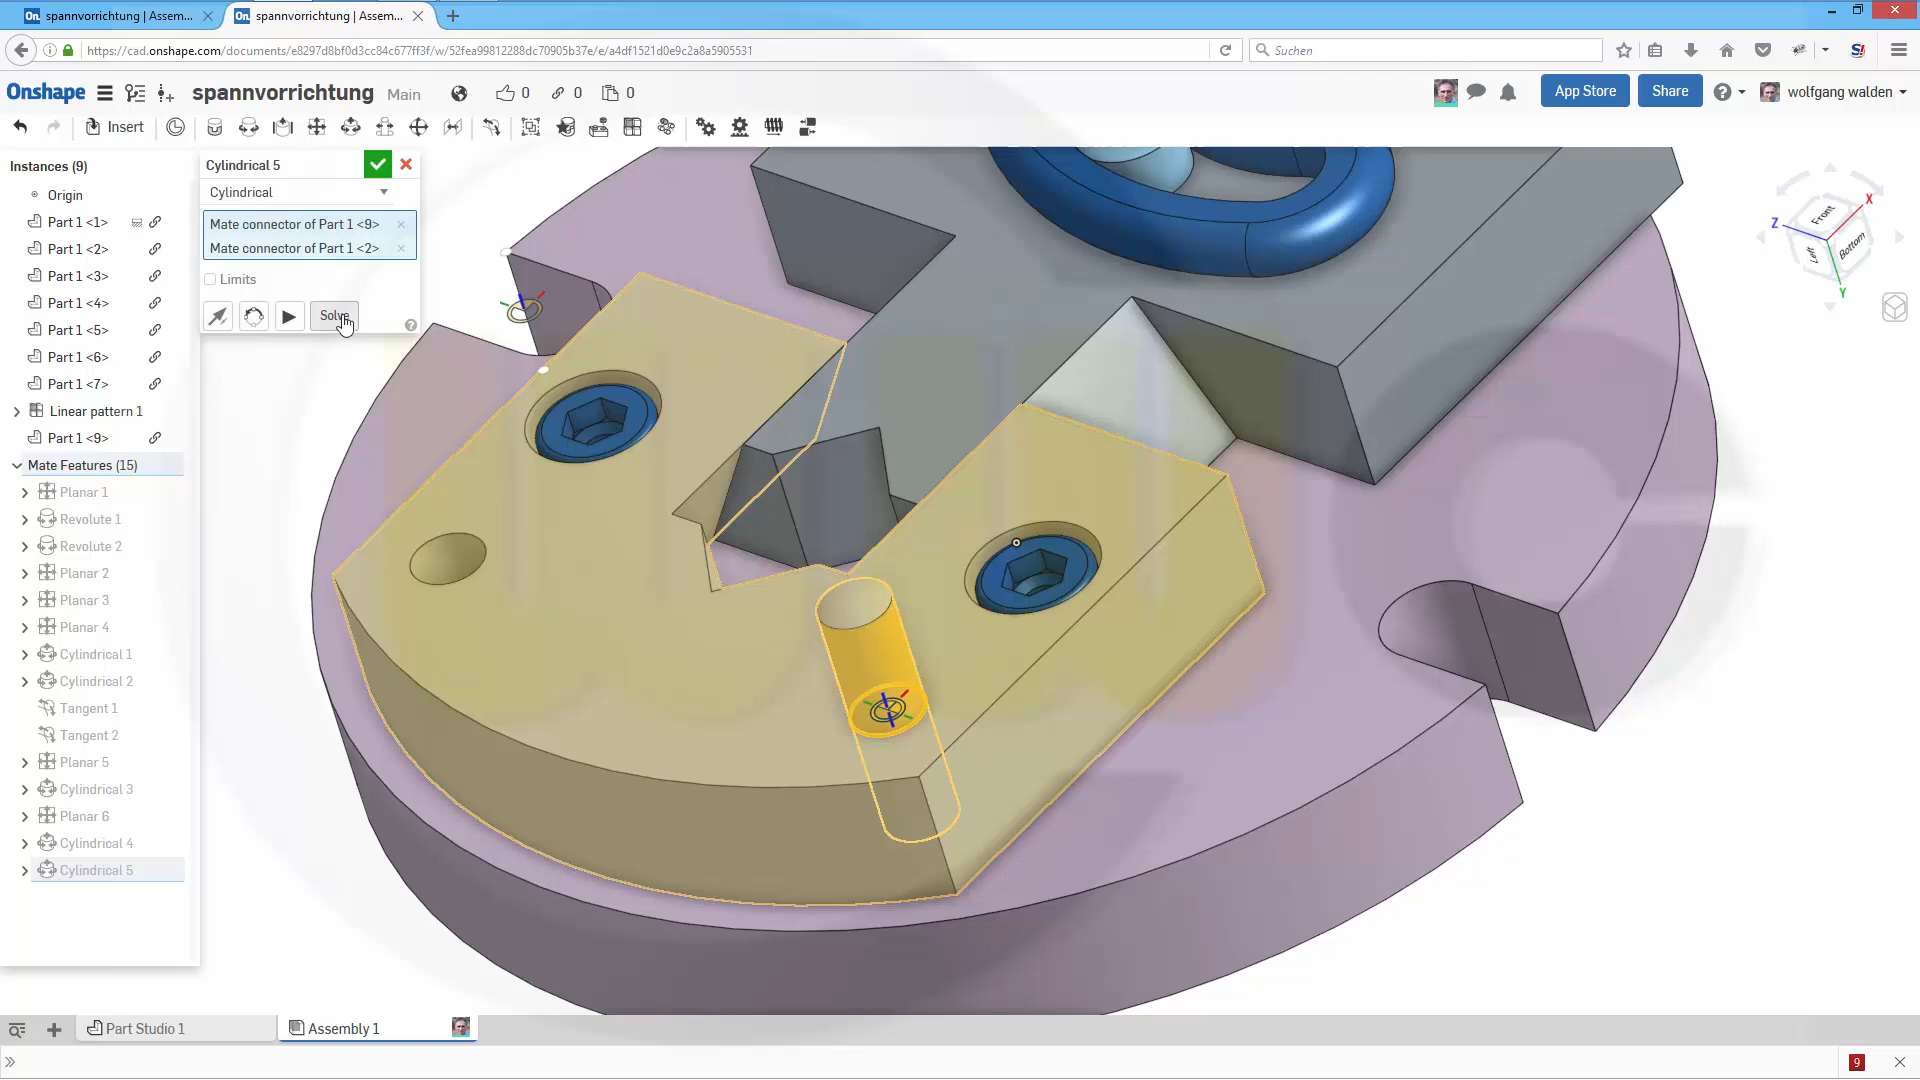 spannvorrichtung | Assem...
spannvorrichtung | Assem...
https://cad.onshape.com/documents/e8297d8bf0d3cc84c677ff3f/w/52fea99812288dc70905b37e/e/a4df1521d0e9c2a8a5905531
Suchen
Onshape
spannvorrichtung Main
0 0 0
App Store
Share
wolfgang walden
Insert
Instances (9)
Origin
Part 1 <1>
Part 1 <2>
Part 1 <3>
Part 1 <4>
Part 1 <5>
Part 1 <6>
Part 1 <7>
Linear pattern 1
Part 1 <9>
Mate Features (15)
Planar 1
Revolute 1
Revolute 2
Planar 2
Planar 3
Planar 4
Cylindrical 1
Cylindrical 2
Tangent 1
Tangent 2
Planar 5
Cylindrical 3
Planar 6
Cylindrical 4
Cylindrical 5
Cylindrical 5
Cylindrical
Mate connector of Part 1 <9>
Mate connector of Part 1 <2>
Limits
Solve
Front
Left
Bottom
X
Z
Y
Part Studio 1
Assembly 1
9